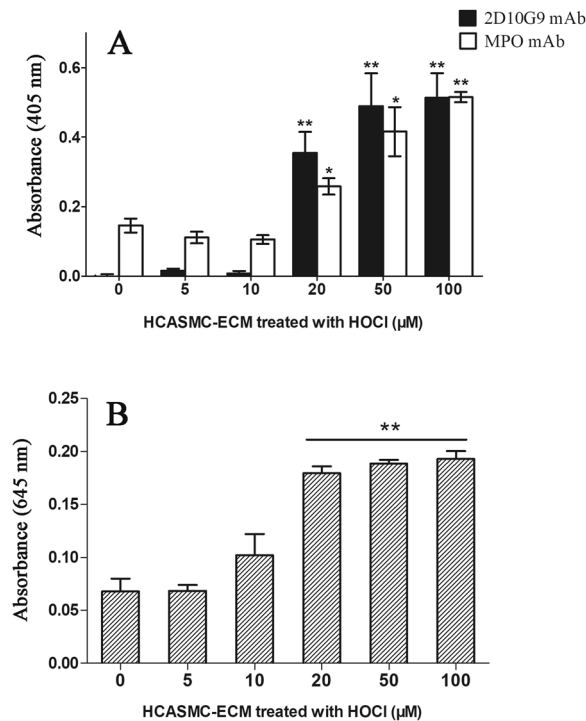 2D10G9 mAb
MPO mAb
A
Absorbance (405 nm)
0.6
0.4
0.2
0.0
** * ** * ** **
0 5 10 20 50 100
HCASMC-ECM treated with HOCl (µM)
B
Absorbance (645 nm)
0.25
0.20
0.15
0.10
0.05
0.00
**
0 5 10 20 50 100
HCASMC-ECM treated with HOCl (µM)